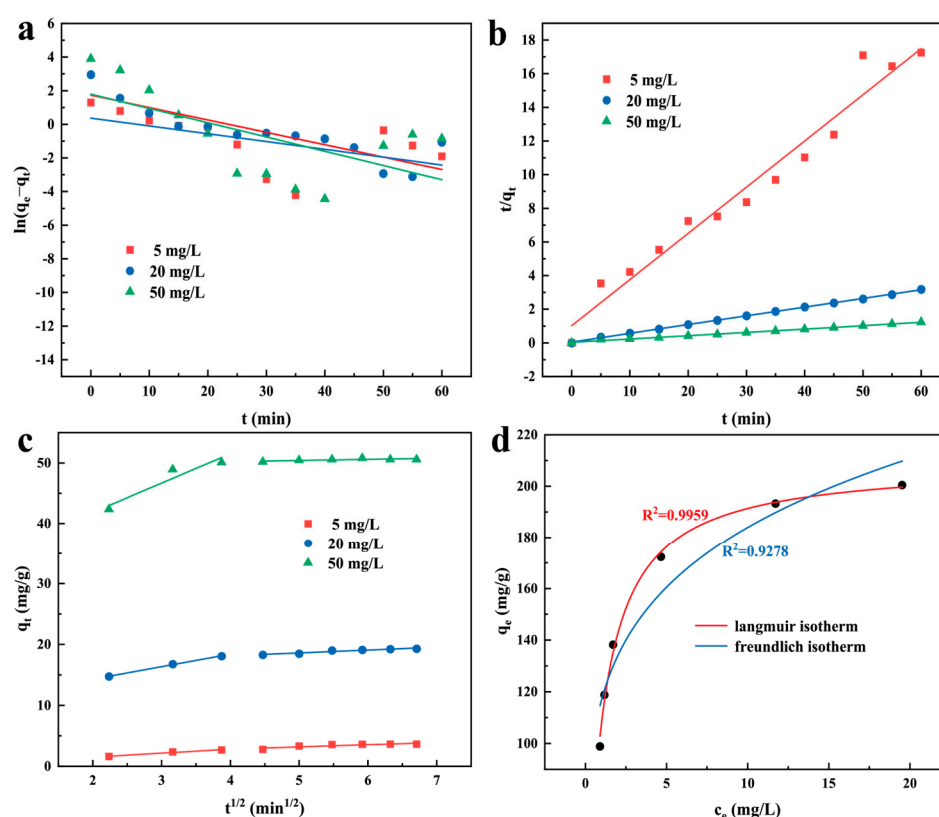 a
6
4
2
0
-2
-4
-6
-8
-10
-12
-14
ln(qe−qt)
5 mg/L
20 mg/L
50 mg/L
0 10 20 30 40 50 60
t (min)
b
18
16
14
12
10
8
6
4
2
0
-2
t/qt
5 mg/L
20 mg/L
50 mg/L
0 10 20 30 40 50 60
t (min)
c
50
40
30
20
10
0
qt (mg/g)
5 mg/L
20 mg/L
50 mg/L
2 3 4 5 6 7
t1/2 (min1/2)
d
220
200
180
160
140
120
100
qe (mg/g)
R2=0.9959
R2=0.9278
langmuir isotherm
freundlich isotherm
0 5 10 15 20
ce (mg/L)